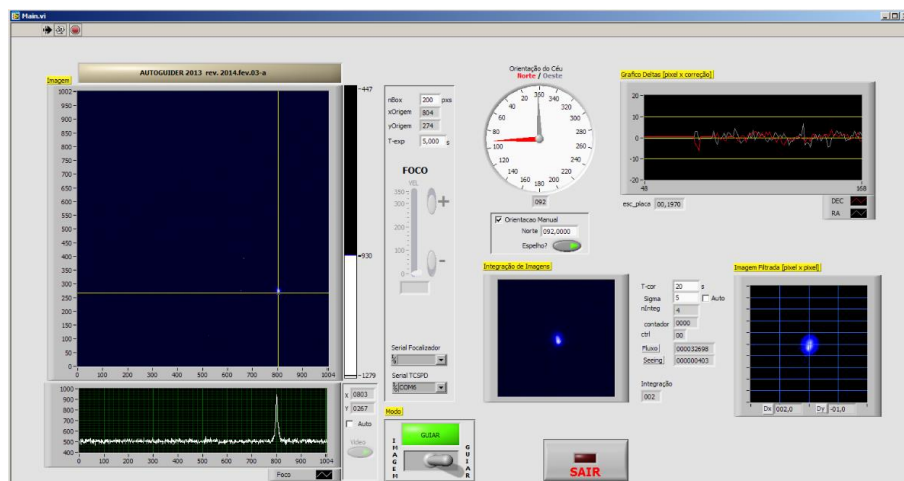 Main.vi
AUTOGUIDER 2013 rev. 2014.fev.03-a
Imagem
1002
950
900
850
800
750
700
650
600
550
500
450
400
350
300
250
200
150
100
50
0
0 100 200 300 400 500 600 700 800 900 1004
-447
-930
-1279
1000
900
800
700
600
500
400
0 100 200 300 400 500 600 700 800 900 1004
Foco
X 0803
Y 0267
Auto
Video
nBox 200 pxs
xOrigem 804
yOrigem 274
T-exp 5,000 s
FOCO
VEL
350
300
200
100
0
+
-
Serial Focalizador
Serial TCSPD
COM6
Modo
IMAGEM
GUIAR
GUIAR
Orientação do Céu
Norte / Oeste
20 360 340
40 320
60 300
80 280
100 260
120 240
140 220
160 180 200
092
Orientacao Manual
Norte 092,0000
Espelho?
Grafico Deltas [pixel x correção]
20
10
0
-10
-20
48 168
esc_placa 00,1970
DEC
RA
Integração de Imagens
T-cor 20 s
Sigma 5 Auto
nInteg 4
contador 0000
ctrl 00
Fluxo 000032698
Seeing 000000403
Integração
002
Imagem Filtrada [pixel x pixel]
Dx 002,0 Dy -01,0
SAIR